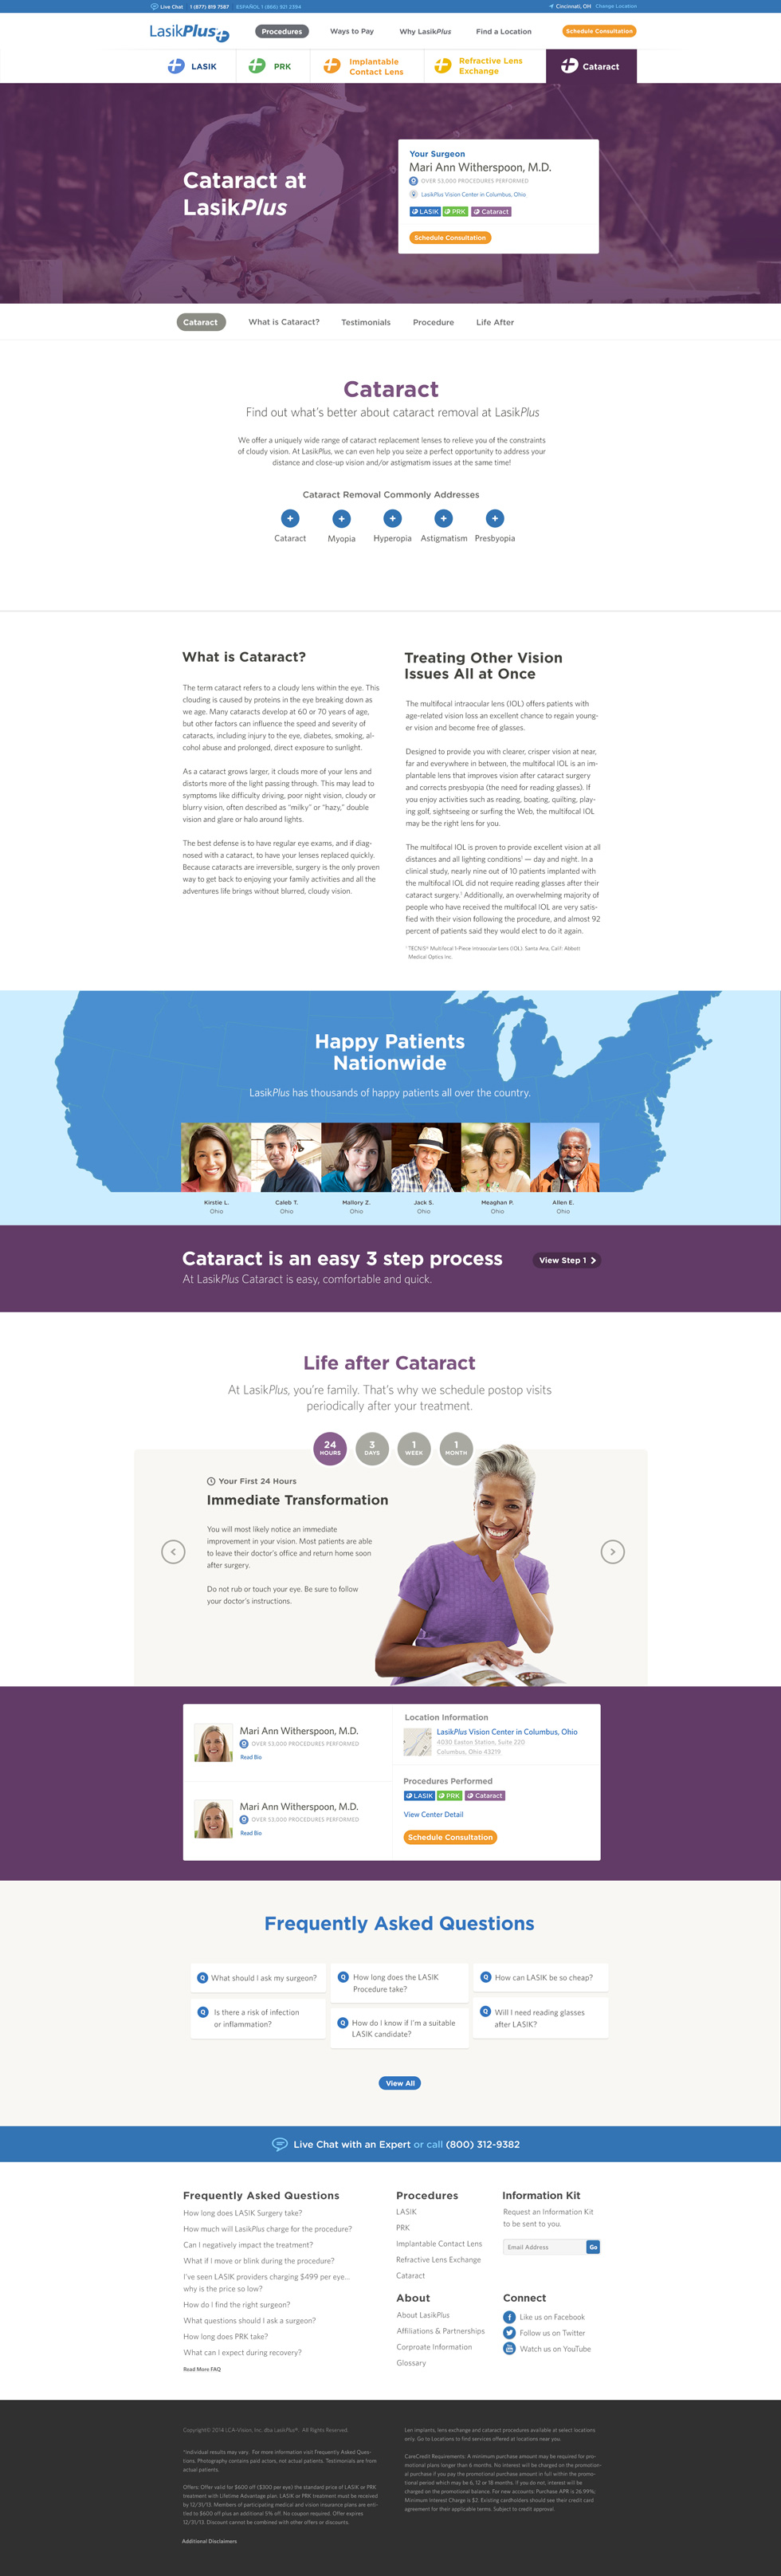 Live Chat 1 (877) 819 7587 ESPAÑOL 1 (866) 921 2394
Cincinnati, OH Change Location
LasikPlus
Procedures Ways to Pay Why LasikPlus Find a Location Schedule Consultation
LASIK
PRK
Implantable
Contact Lens
Refractive Lens
Exchange
Cataract
Cataract at
LasikPlus
Your Surgeon
Mari Ann Witherspoon, M.D.
OVER 53,000 PROCEDURES PERFORMED
LasikPlus Vision Center in Columbus, Ohio
LASIK PRK Cataract
Schedule Consultation
Cataract What is Cataract? Testimonials Procedure Life After
Cataract
Find out what's better about cataract removal at LasikPlus
We offer a uniquely wide range of cataract replacement lenses to relieve you of the constraints
of cloudy vision. At LasikPlus, we can even help you seize a perfect opportunity to address your
distance and close-up vision and/or astigmatism issues at the same time!
Cataract Removal Commonly Addresses
Cataract Myopia Hyperopia Astigmatism Presbyopia
What is Cataract?
The term cataract refers to a cloudy lens within the eye. This
clouding is caused by proteins in the eye breaking down as
we age. Many cataracts develop at 60 or 70 years of age,
but other factors can influence the speed and severity of
cataracts, including injury to the eye, diabetes, smoking, al-
cohol abuse and prolonged, direct exposure to sunlight.
As a cataract grows larger, it clouds more of your lens and
distorts more of the light passing through. This may lead to
symptoms like difficulty driving, poor night vision, cloudy or
blurry vision, often described as "milky" or "hazy," double
vision and glare or halo around lights.
The best defense is to have regular eye exams, and if diag-
nosed with a cataract, to have your lenses replaced quickly.
Because cataracts are irreversible, surgery is the only proven
way to get back to enjoying your family activities and all the
adventures life brings without blurred, cloudy vision.
Treating Other Vision
Issues All at Once
The multifocal intraocular lens (IOL) offers patients with
age-related vision loss an excellent chance to regain young-
er vision and become free of glasses.
Designed to provide you with clearer, crisper vision at near,
far and everywhere in between, the multifocal IOL is an im-
plantable lens that improves vision after cataract surgery
and corrects presbyopia (the need for reading glasses). If
you enjoy activities such as reading, boating, quilting, play-
ing golf, sightseeing or surfing the Web, the multifocal IOL
may be the right lens for you.
The multifocal IOL is proven to provide excellent vision at all
distances and all lighting conditions¹ — day and night. In a
clinical study, nearly nine out of 10 patients implanted with
the multifocal IOL did not require reading glasses after their
cataract surgery.¹ Additionally, an overwhelming majority of
people who have received the multifocal IOL are very satis-
fied with their vision following the procedure, and almost 92
percent of patients said they would elect to do it again.
¹TECNIS® Multifocal 1-Piece Intraocular Lens (IOL). Santa Ana, Calif: Abbott
Medical Optics Inc.
Happy Patients
Nationwide
LasikPlus has thousands of happy patients all over the country.
Kirstie L. Caleb T. Mallory Z. Jack S. Meaghan P. Allen E.
Ohio Ohio Ohio Ohio Ohio Ohio
Cataract is an easy 3 step process
At LasikPlus Cataract is easy, comfortable and quick.
View Step 1
Life after Cataract
At LasikPlus, you're family. That's why we schedule postop visits
periodically after your treatment.
24 HOURS
3 DAYS
1 WEEK
1 MONTH
Your First 24 Hours
Immediate Transformation
You will most likely notice an immediate
improvement in your vision. Most patients are able
to leave their doctor's office and return home soon
after surgery.
Do not rub or touch your eye. Be sure to follow
your doctor's instructions.
Mari Ann Witherspoon, M.D.
OVER 53,000 PROCEDURES PERFORMED
Read Bio
Mari Ann Witherspoon, M.D.
OVER 53,000 PROCEDURES PERFORMED
Read Bio
Location Information
LasikPlus Vision Center in Columbus, Ohio
4030 Easton Station, Suite 220
Columbus, Ohio 43219
Procedures Performed
LASIK PRK Cataract
View Center Detail
Schedule Consultation
Frequently Asked Questions
Q What should I ask my surgeon?
Q How long does the LASIK
Procedure take?
Q How can LASIK be so cheap?
Q Is there a risk of infection
or inflammation?
Q How do I know if I'm a suitable
LASIK candidate?
Q Will I need reading glasses
after LASIK?
View All
Live Chat with an Expert or call (800) 312-9382
Frequently Asked Questions
How long does LASIK Surgery take?
How much will LasikPlus charge for the procedure?
Can I negatively impact the treatment?
What if I move or blink during the procedure?
I've seen LASIK providers charging $499 per eye...
why is the price so low?
How do I find the right surgeon?
What questions should I ask a surgeon?
How long does PRK take?
What can I expect during recovery?
Read More FAQ
Procedures
LASIK
PRK
Implantable Contact Lens
Refractive Lens Exchange
Cataract
About
About LasikPlus
Affiliations & Partnerships
Corproate Information
Glossary
Information Kit
Request an Information Kit
to be sent to you.
Email Address Go
Connect
Like us on Facebook
Follow us on Twitter
Watch us on YouTube
Copyright© 2014 LCA-Vision, Inc. dba LasikPlus®. All Rights Reserved.
*Individual results may vary. For more information visit Frequently Asked Ques-
tions. Photography contains paid actors, not actual patients. Testimonials are from
actual patients.
Offers: Offer valid for $600 off ($300 per eye) the standard price of LASIK or PRK
treatment with Lifetime Advantage plan. LASIK or PRK treatment must be received
by 12/31/13. Members of participating medical and vision insurance plans are enti-
tled to $600 off plus an additional 5% off. No coupon required. Offer expires
12/31/13. Discount cannot be combined with other offers or discounts.
Additional Disclaimers
Len implants, lens exchange and cataract procedures available at select locations
only. Go to Locations to find services offered at locations near you.
CareCredit Requirements: A minimum purchase amount may be required for pro-
motional plans longer than 6 months. No interest will be charged on the promotion-
al purchase if you pay the promotional purchase amount in full within the promo-
tional period which may be 6, 12 or 18 months. If you do not, interest will be
charged on the promotional balance. For new accounts: Purchase APR is 26.99%;
Minimum Interest Charge is $2. Existing cardholders should see their credit card
agreement for their applicable terms. Subject to credit approval.